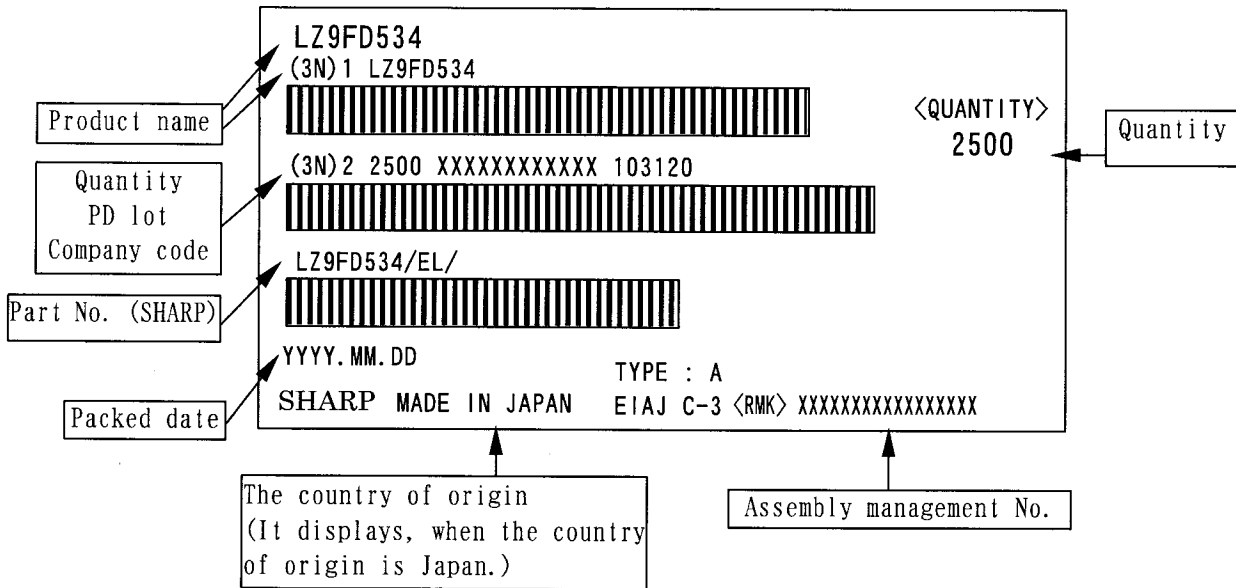 LZ9FD534
(3N)1 LZ9FD534
Product name
<QUANTITY>
2500
Quantity
(3N)2 2500 XXXXXXXXXXXX 103120
Quantity
PD lot
Company code
LZ9FD534/EL/
Part No. (SHARP)
YYYY.MM.DD
TYPE : A
Packed date
SHARP MADE IN JAPAN
EIAJ C-3 <RMK> XXXXXXXXXXXXXXXXX
The country of origin
(It displays, when the country
of origin is Japan.)
Assembly management No.